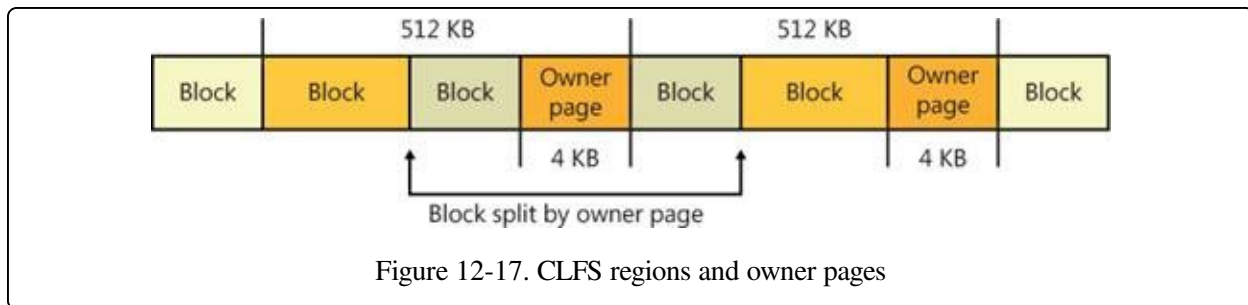 512 KB 512 KB
Block Block Block Owner page Block Block Owner page Block
4 KB 4 KB
Block split by owner page
Figure 12-17. CLFS regions and owner pages